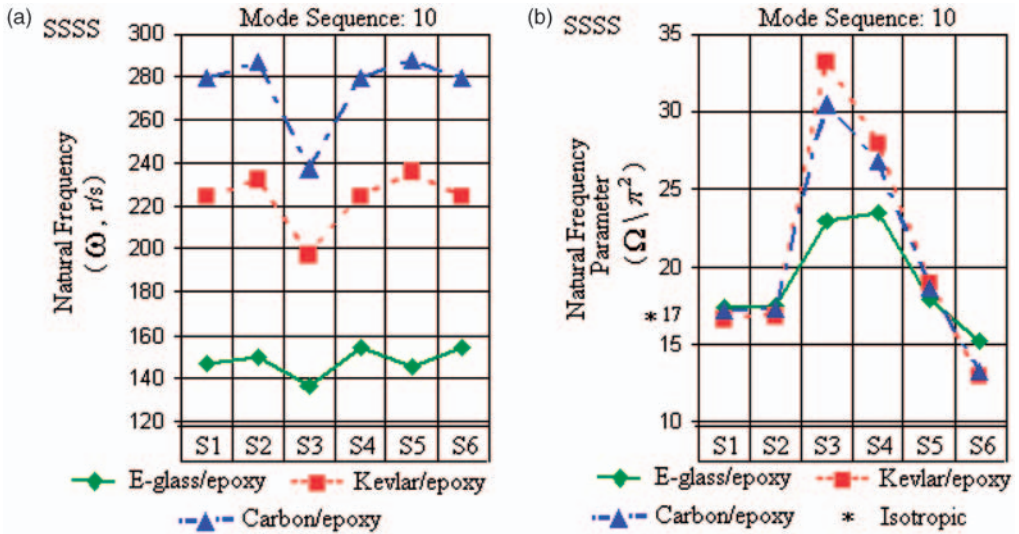 (a) SSSS Mode Sequence: 10
300
280
260
240
220
200
180
160
140
120
Natural Frequency
( ω , r/s)
S1 S2 S3 S4 S5 S6
E-glass/epoxy Kevlar/epoxy
Carbon/epoxy
(b) SSSS Mode Sequence: 10
35
30
25
20
* 17
15
10
Natural Frequency
Parameter
( Ω \ π²)
S1 S2 S3 S4 S5 S6
E-glass/epoxy Kevlar/epoxy
Carbon/epoxy * Isotropic